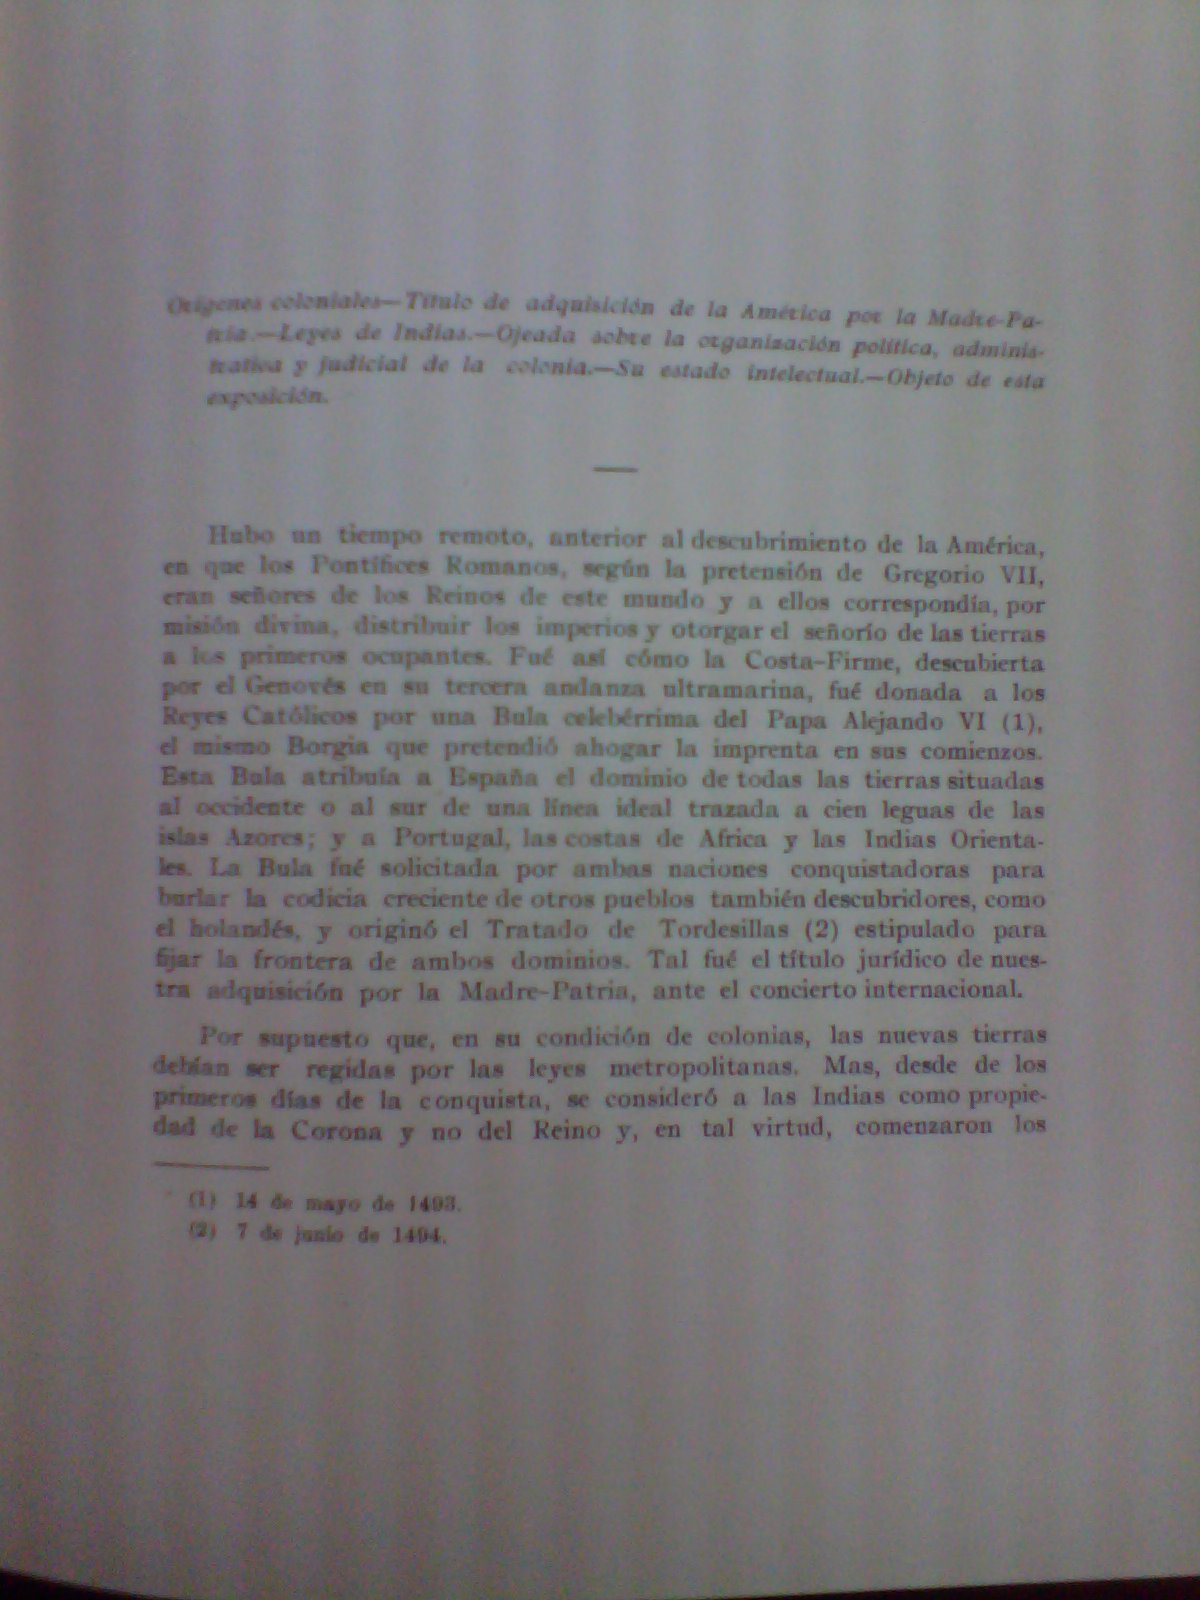 Orígenes coloniales—Título de adquisición de la América por la Madre-Pa-
tria.—Leyes de Indias.—Ojeada sobre la organización política, adminis-
trativa y judicial de la colonia.—Su estado intelectual.—Objeto de esta
exposición.
Hubo un tiempo remoto, anterior al descubrimiento de la América,
en que los Pontífices Romanos, según la pretensión de Gregorio VII,
eran señores de los Reinos de este mundo y a ellos correspondía, por
misión divina, distribuir los imperios y otorgar el señorío de las tierras
a los primeros ocupantes. Fué así cómo la Costa-Firme, descubierta
por el Genovés en su tercera andanza ultramarina, fué donada a los
Reyes Católicos por una Bula celebérrima del Papa Alejando VI (1),
el mismo Borgia que pretendió ahogar la imprenta en sus comienzos.
Esta Bula atribuía a España el dominio de todas las tierras situadas
al occidente o al sur de una línea ideal trazada a cien leguas de las
islas Azores; y a Portugal, las costas de Africa y las Indias Orienta-
les. La Bula fué solicitada por ambas naciones conquistadoras para
burlar la codicia creciente de otros pueblos también descubridores, como
el holandés, y originó el Tratado de Tordesillas (2) estipulado para
fijar la frontera de ambos dominios. Tal fué el título jurídico de nues-
tra adquisición por la Madre-Patria, ante el concierto internacional.
Por supuesto que, en su condición de colonias, las nuevas tierras
debían ser regidas por las leyes metropolitanas. Mas, desde de los
primeros días de la conquista, se consideró a las Indias como propie-
dad de la Corona y no del Reino y, en tal virtud, comenzaron los
(1) 14 de mayo de 1493.
(2) 7 de junio de 1494.